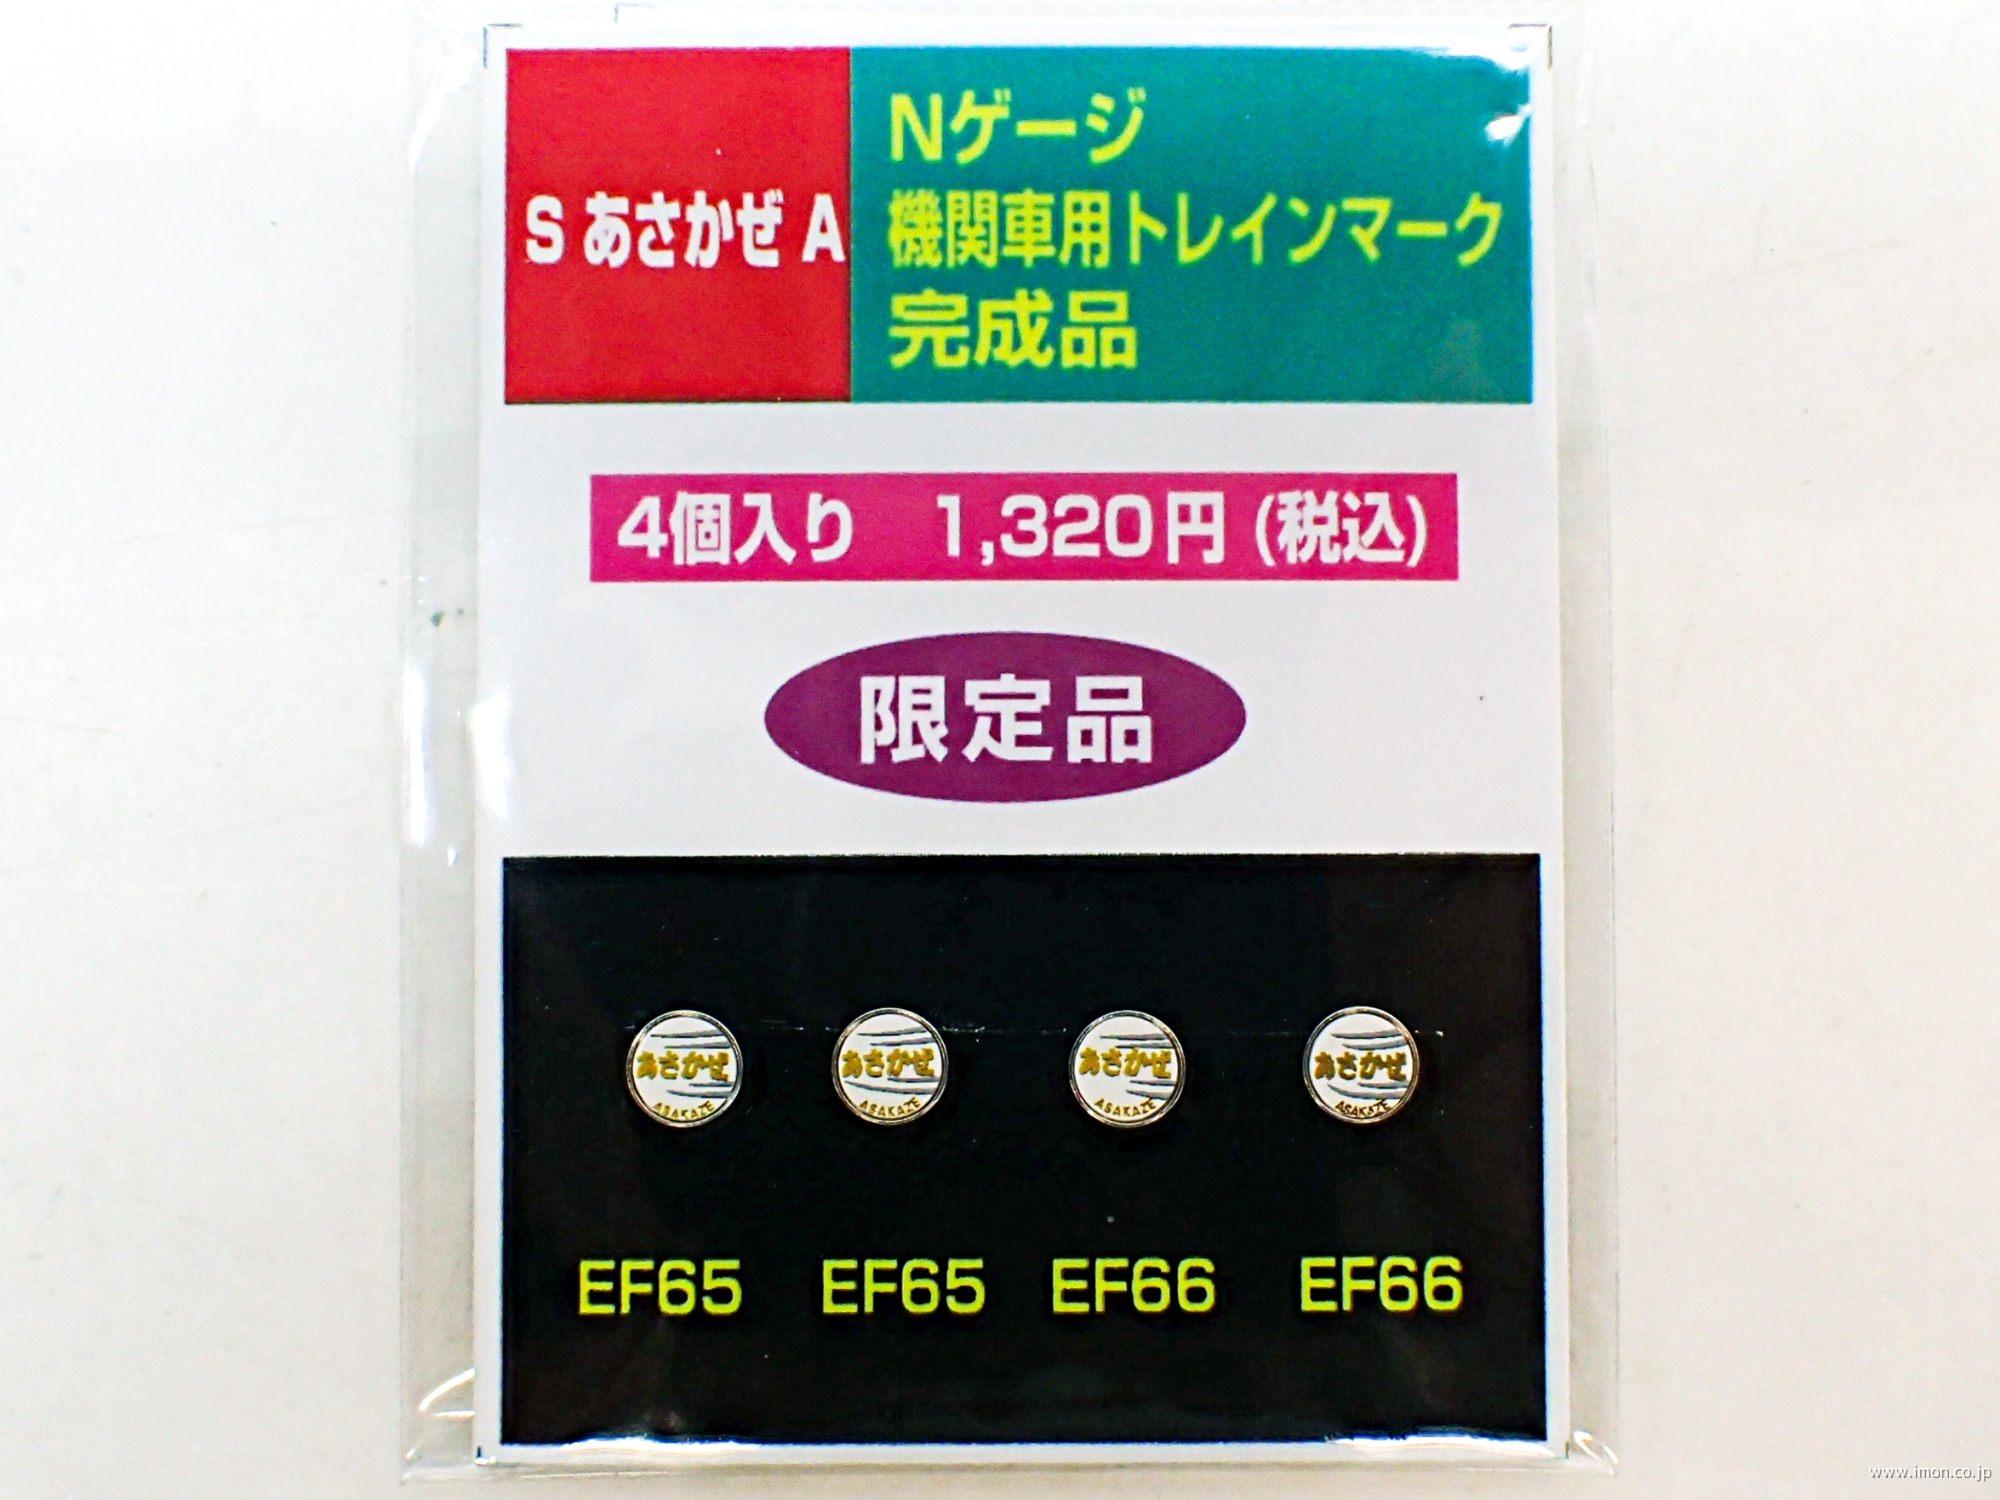 S あさかぜ A
Nゲージ
機関車用トレインマーク
完成品
4個入り 1,320円 (税込)
限定品
あさかぜ あさかぜ あさかぜ あさかぜ
ASAKAZE ASAKAZE ASAKAZE ASAKAZE
EF65 EF65 EF66 EF66
www.imon.co.jp